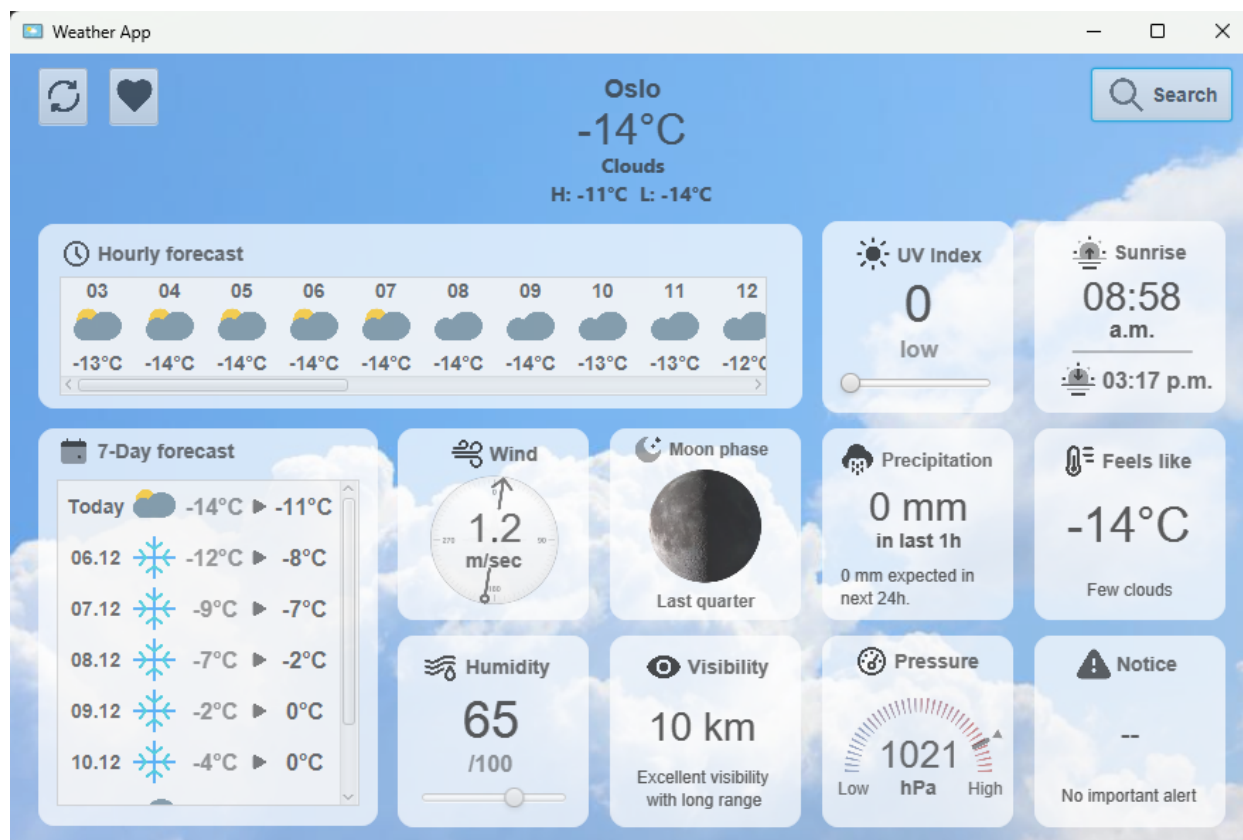 Weather App
Oslo
-14°C
Clouds
H: -11°C L: -14°C
Search
Hourly forecast
03 04 05 06 07 08 09 10 11 12
-13°C -14°C -14°C -14°C -14°C -14°C -14°C -13°C -13°C -12°C
UV Index
0
low
Sunrise
08:58
a.m.
03:17 p.m.
7-Day forecast
Today -14°C -11°C
06.12 -12°C -8°C
07.12 -9°C -7°C
08.12 -7°C -2°C
09.12 -2°C 0°C
10.12 -4°C 0°C
Wind
0
1.2
270 90
m/sec
180
Moon phase
Last quarter
Precipitation
0 mm
in last 1h
0 mm expected in
next 24h.
Feels like
-14°C
Few clouds
Humidity
65
/100
Visibility
10 km
Excellent visibility
with long range
Pressure
1021
Low hPa High
Notice
--
No important alert